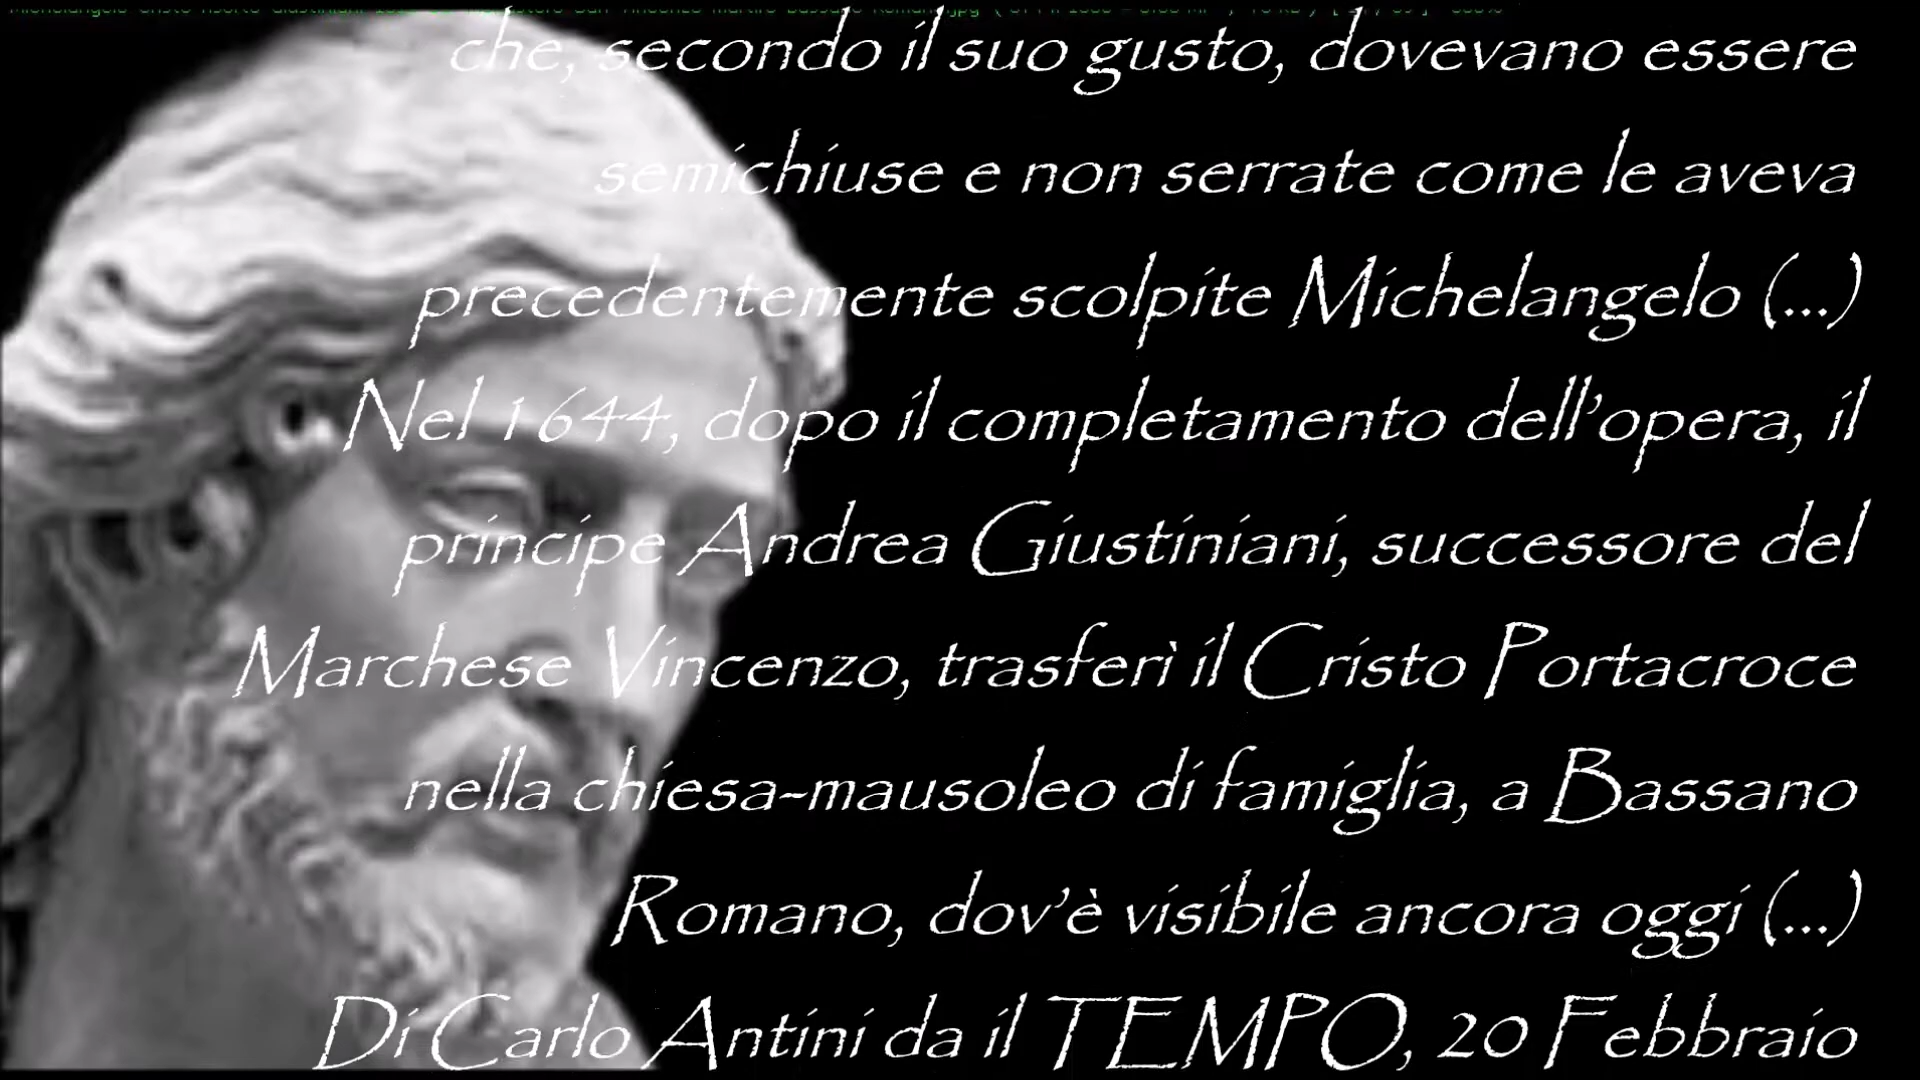 che, secondo il suo gusto, dovevano essere
semichiuse e non serrate come le aveva
precedentemente scolpite Michelangelo (...)
Nel 1644, dopo il completamento dell'opera, il
principe Andrea Giustiniani, successore del
Marchese Vincenzo, trasferì il Cristo Portacroce
nella chiesa-mausoleo di famiglia, a Bassano
Romano, dov'è visibile ancora oggi (...)
Di Carlo Antini da il TEMPO, 20 Febbraio